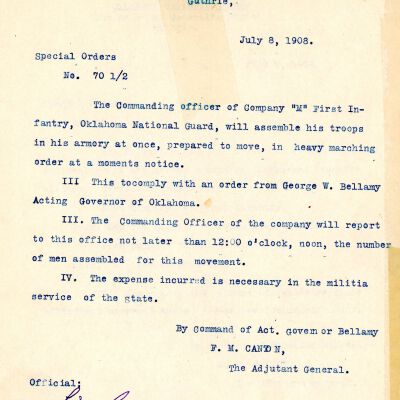 Guthrie,
July 8, 1908.
Special Orders
No. 70 1/2
The Commanding officer of Company "M" First In-
fantry, Oklahoma National Guard, will assemble his troops
in his armory at once, prepared to move, in heavy marching
order at a moments notice.
III This tocomply with an order from George W. Bellamy
Acting Governor of Oklahoma.
III. The Commanding Officer of the company will report
to this office not later than 12:00 o'clock, noon, the number
of men assembled for this movement.
IV. The expense incurred is necessary in the militia
service of the state.
By Command of Act. Governor Bellamy
F. M. CANTON,
The Adjutant General.
Official: